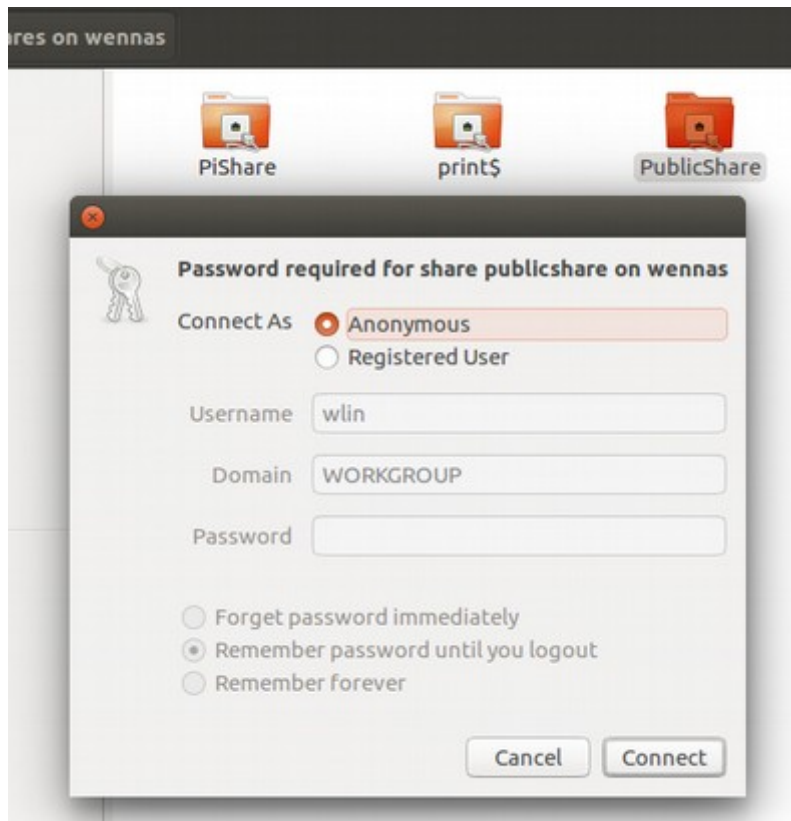 ares on wennas
PiShare
print$
PublicShare
Password required for share publicshare on wennas
Connect As
Anonymous
Registered User
Username
wlin
Domain
WORKGROUP
Password
Forget password immediately
Remember password until you logout
Remember forever
Cancel
Connect